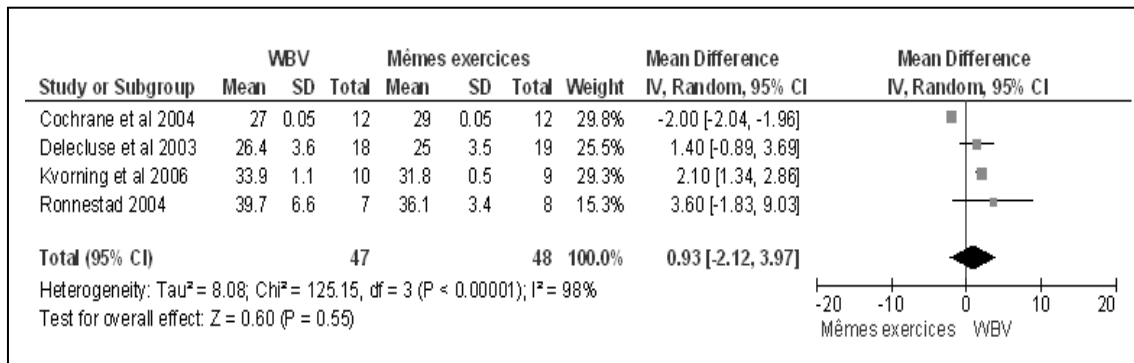 WBV Mêmes exercices Mean Difference Mean Difference
Study or Subgroup Mean SD Total Mean SD Total Weight IV, Random, 95% CI IV, Random, 95% CI
Cochrane et al 2004 27 0.05 12 29 0.05 12 29.8% -2.00 [-2.04, -1.96]
Delecluse et al 2003 26.4 3.6 18 25 3.5 19 25.5% 1.40 [-0.89, 3.69]
Kvorning et al 2006 33.9 1.1 10 31.8 0.5 9 29.3% 2.10 [1.34, 2.86]
Ronnestad 2004 39.7 6.6 7 36.1 3.4 8 15.3% 3.60 [-1.83, 9.03]
Total (95% CI) 47 48 100.0% 0.93 [-2.12, 3.97]
Heterogeneity: Tau² = 8.08; Chi² = 125.15, df = 3 (P < 0.00001); I² = 98%
Test for overall effect: Z = 0.60 (P = 0.55)
-20 -10 0 10 20
Mêmes exercices WBV